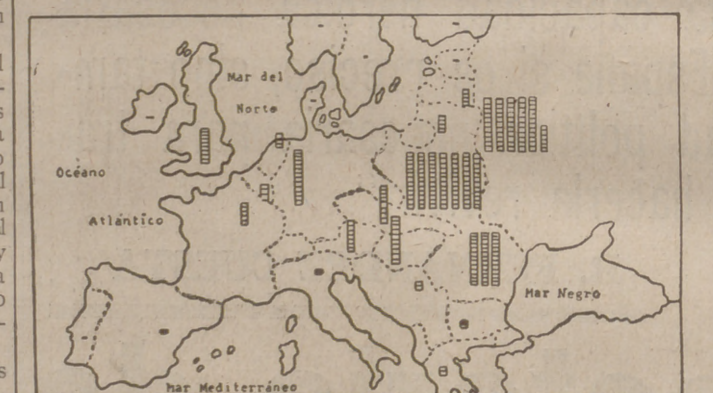 Mar del
Norte
Océano
Atlántico
Mar Negro
Mar Mediterráneo